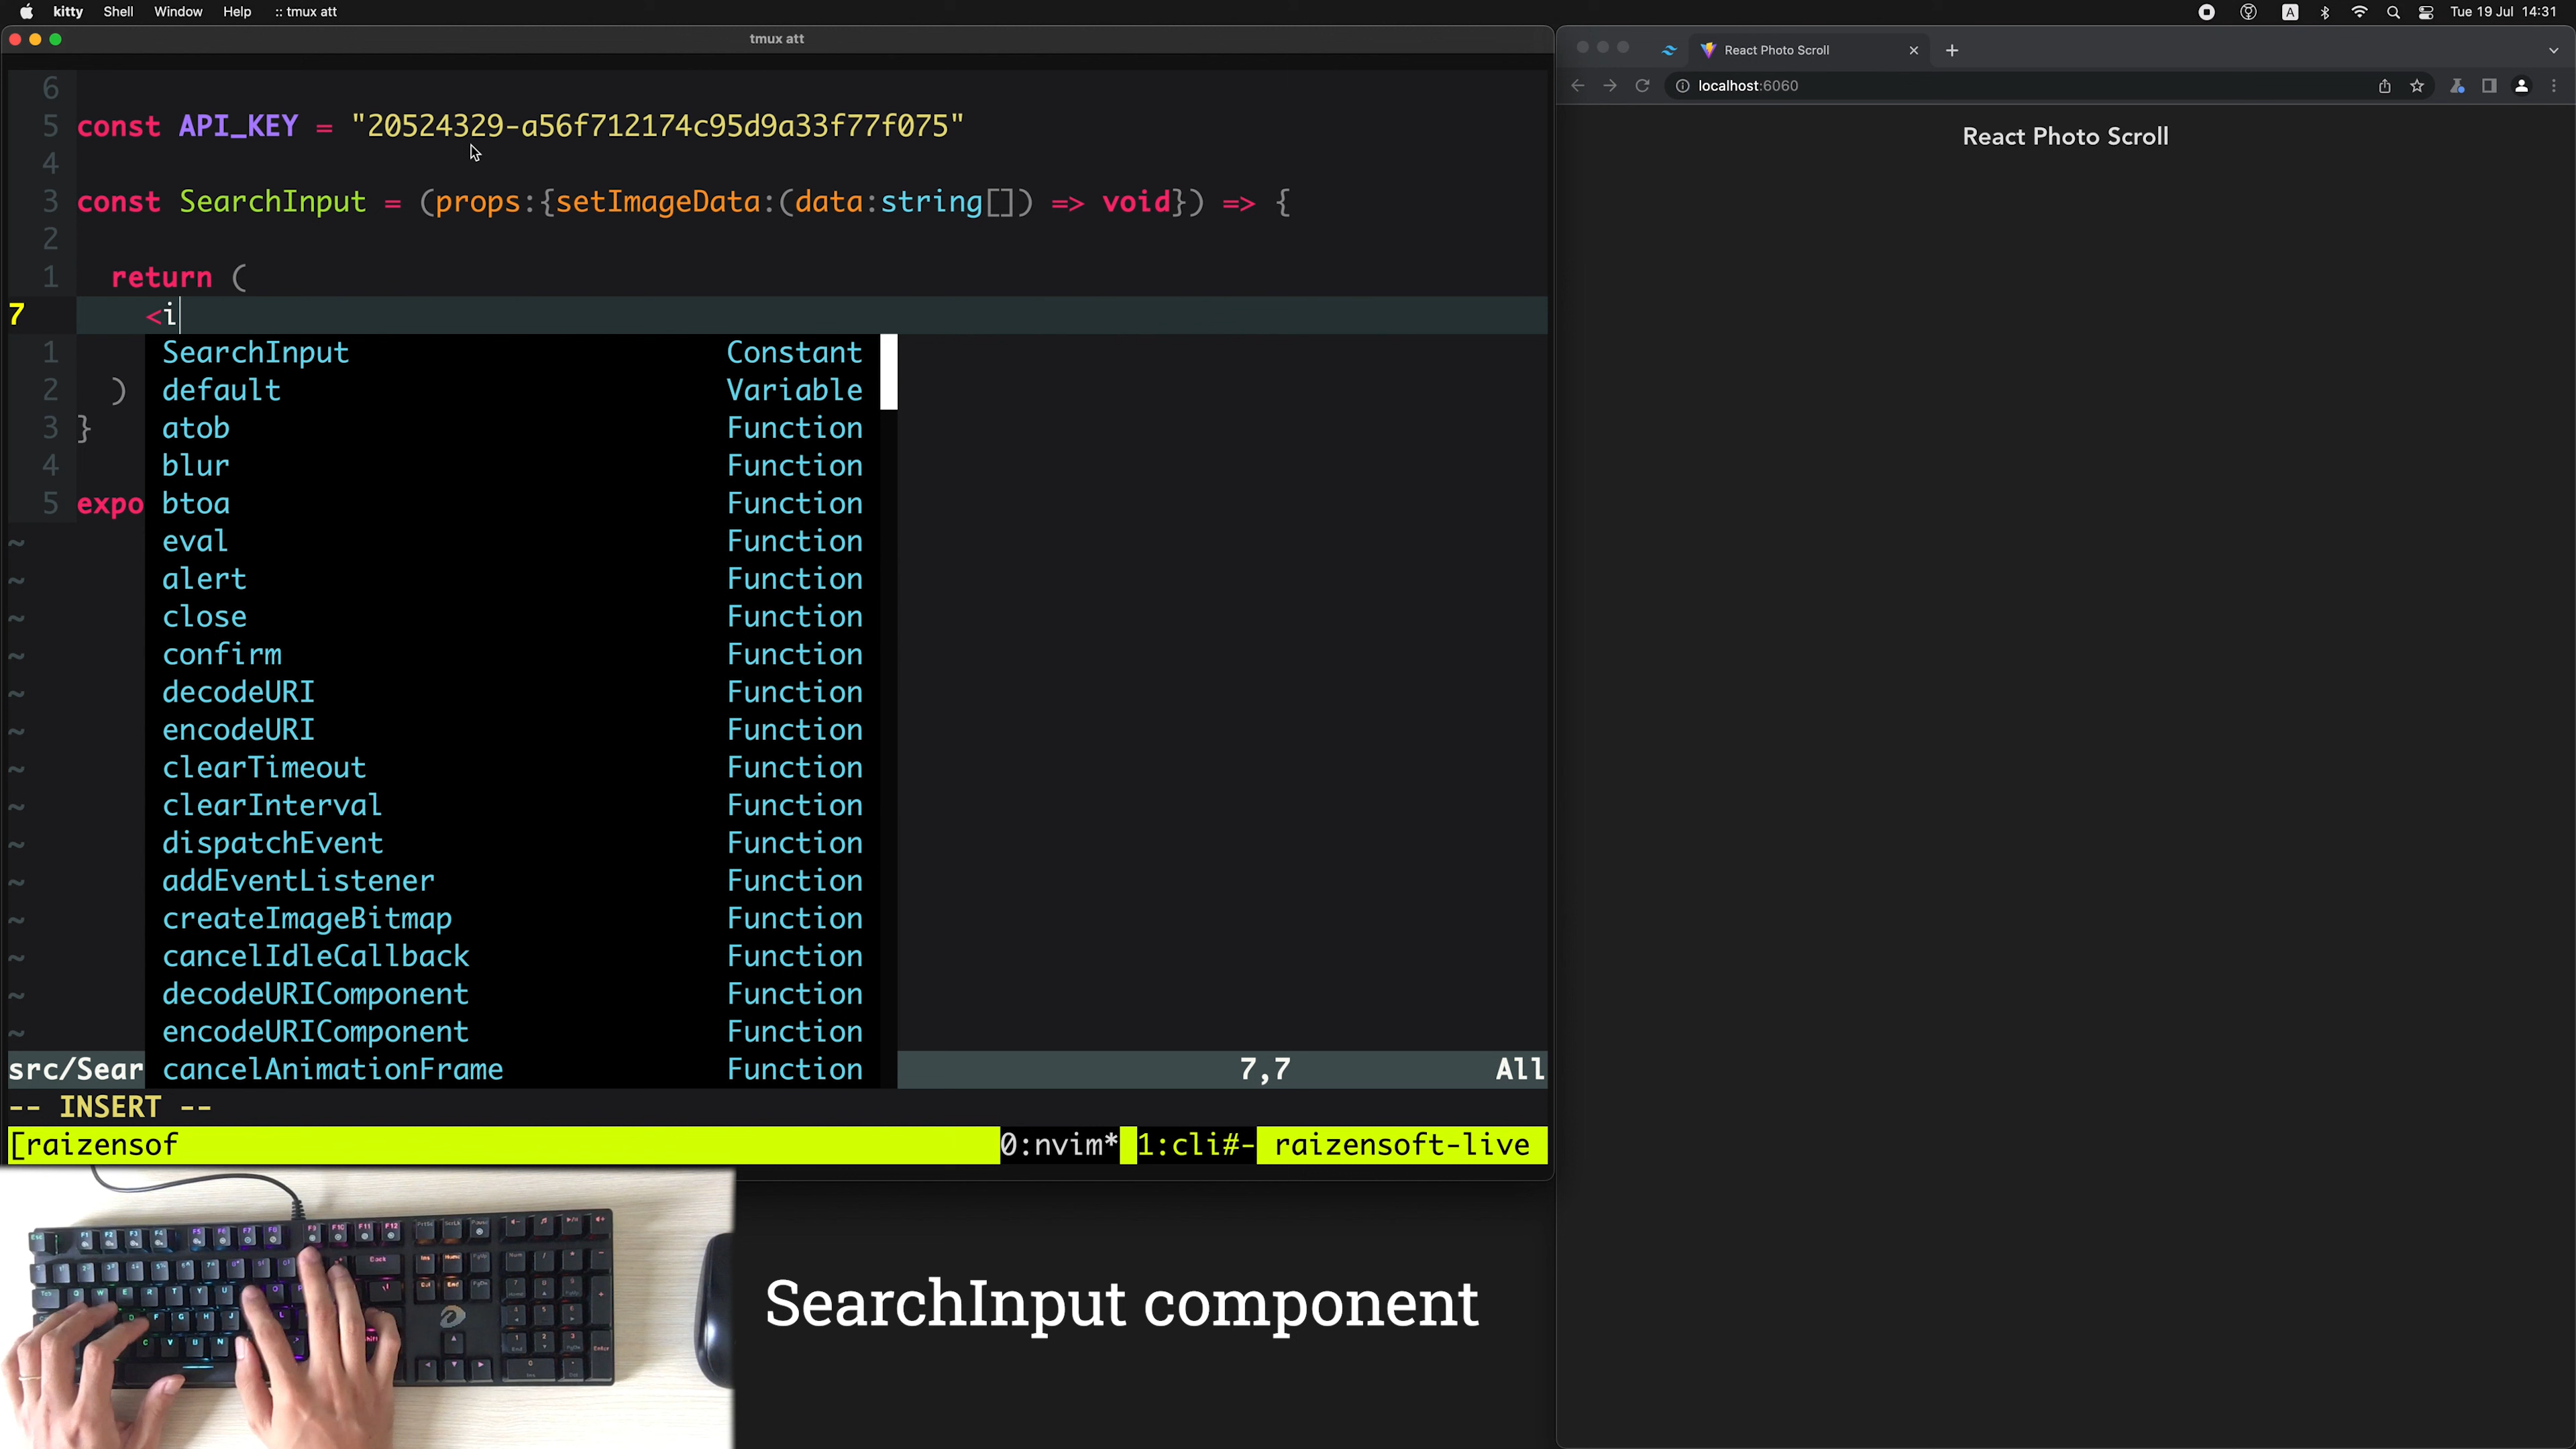 kitty Shell Window Help :: tmux att
A Tue 19 Jul 14:31
tmux att
6
5 const API_KEY = "20524329-a56f712174c95d9a33f77f075"
4
3 const SearchInput = (props:{setImageData:(data:string[]) => void}) => {
2
1 return (
7 <i
1 SearchInput Constant
2 ) default Variable
3 } atob Function
4 blur Function
5 expo btoa Function
~ eval Function
~ alert Function
~ close Function
~ confirm Function
~ decodeURI Function
~ encodeURI Function
~ clearTimeout Function
~ clearInterval Function
~ dispatchEvent Function
~ addEventListener Function
~ createImageBitmap Function
~ cancelIdleCallback Function
~ decodeURIComponent Function
~ encodeURIComponent Function
src/Sear cancelAnimationFrame Function 7,7 All
-- INSERT --
[raizensof 0:nvim* 1:cli#- raizensoft-live
React Photo Scroll
localhost:6060
React Photo Scroll
SearchInput component